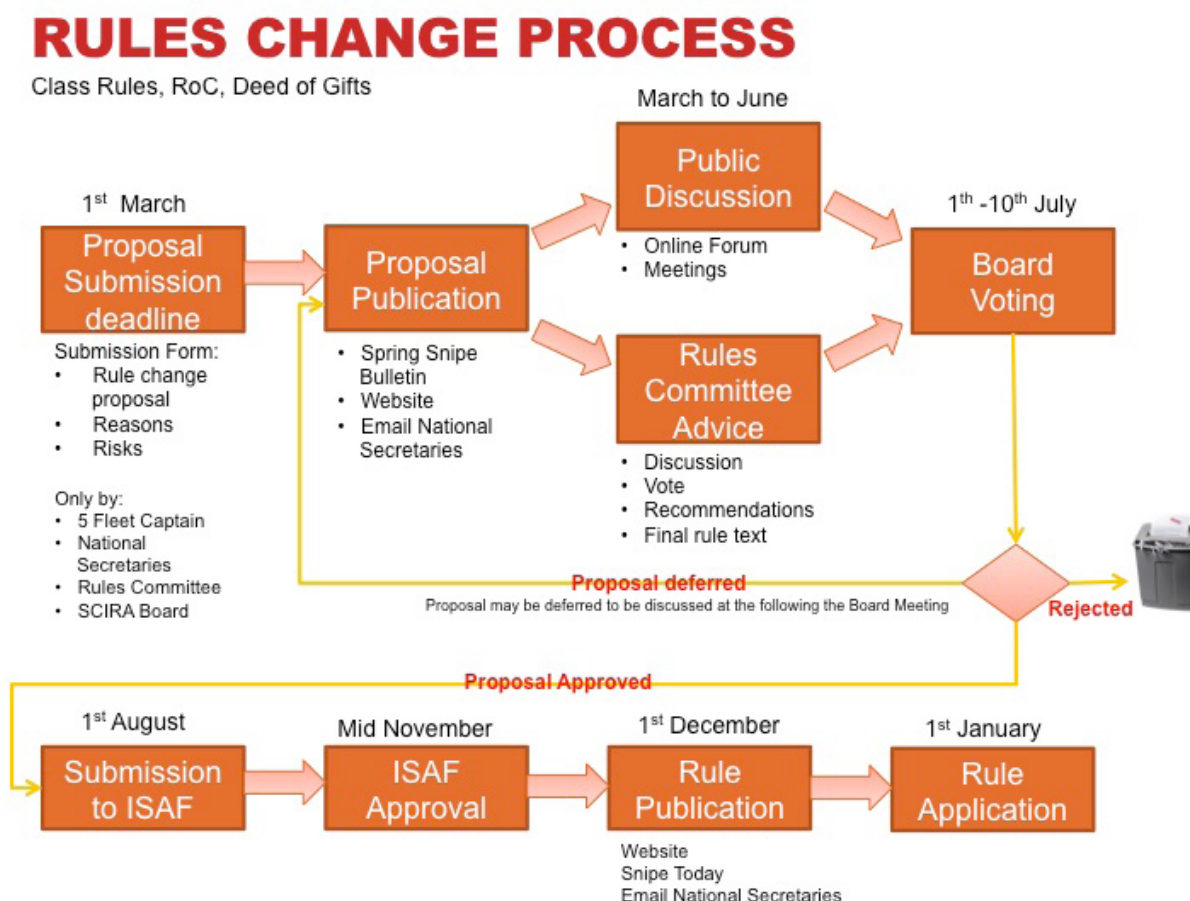 RULES CHANGE PROCESS
Class Rules, RoC, Deed of Gifts
1st March
Proposal
Submission
deadline
Submission Form:
• Rule change
proposal
• Reasons
• Risks
Only by:
• 5 Fleet Captain
• National
Secretaries
• Rules Committee
• SCIRA Board
Proposal
Publication
• Spring Snipe
Bulletin
• Website
• Email National
Secretaries
March to June
Public
Discussion
• Online Forum
• Meetings
Rules
Committee
Advice
• Discussion
• Vote
• Recommendations
• Final rule text
1th -10th July
Board
Voting
Proposal deferred
Proposal may be deferred to be discussed at the following the Board Meeting
Rejected
Proposal Approved
1st August
Submission
to ISAF
Mid November
ISAF
Approval
1st December
Rule
Publication
Website
Snipe Today
Email National Secretaries
1st January
Rule
Application